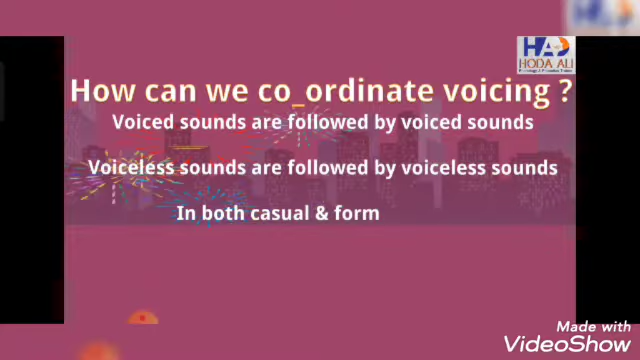 HAD
HODA ALI
How can we co_ordinate voicing ?
Voiced sounds are followed by voiced sounds
Voiceless sounds are followed by voiceless sounds
In both casual & form
Made with
VideoShow